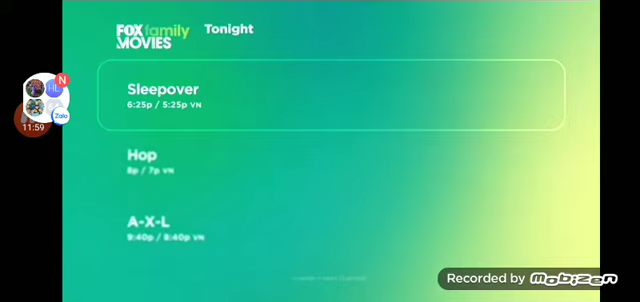 FOX family
MOVIES
Tonight
Sleepover
6:25p / 5:25p VN
Hop
8p / 7p VN
A-X-L
9:40p / 8:40p VN
N
HL
Zalo
11:59
Recorded by
MOBIZEN